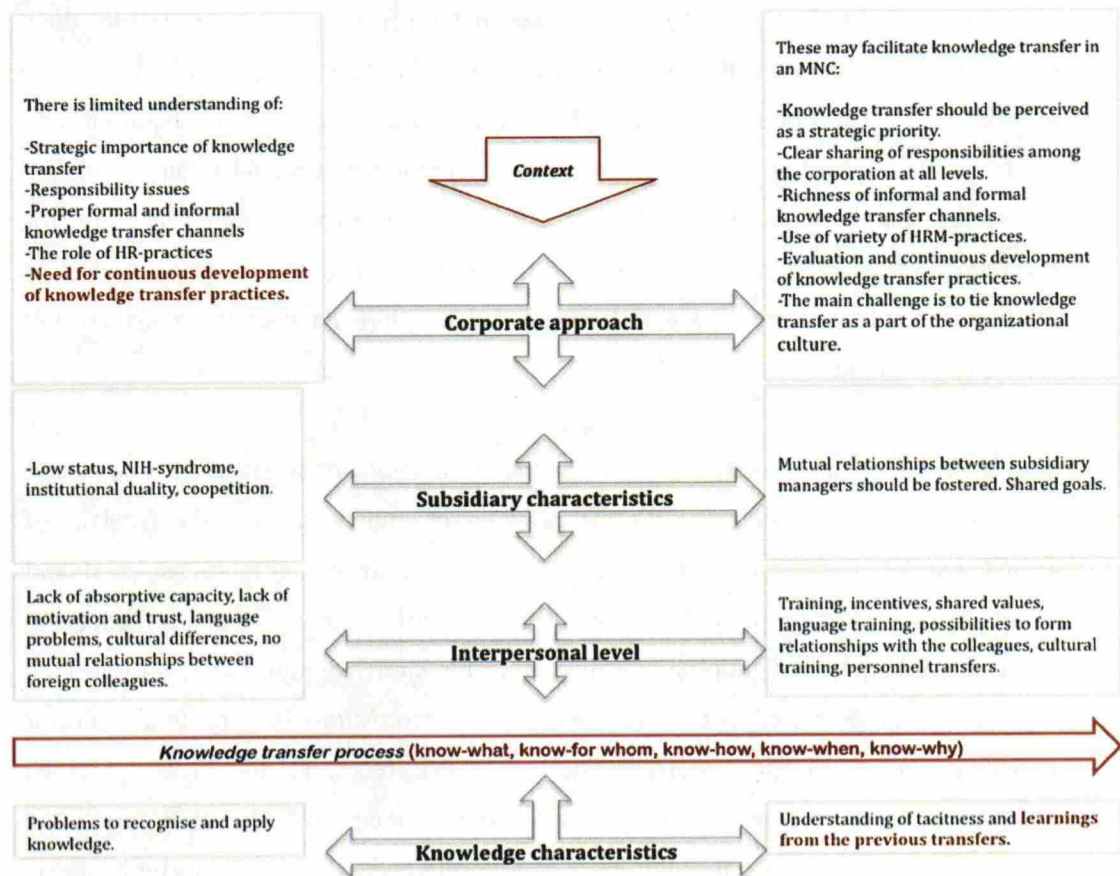 There is limited understanding of:
-Strategic importance of knowledge
transfer
-Responsibility issues
-Proper formal and informal
knowledge transfer channels
-The role of HR-practices
-Need for continuous development
of knowledge transfer practices.
Context
These may facilitate knowledge transfer in
an MNC:
-Knowledge transfer should be perceived
as a strategic priority.
-Clear sharing of responsibilities among
the corporation at all levels.
-Richness of informal and formal
knowledge transfer channels.
-Use of variety of HRM-practices.
-Evaluation and continuous development
of knowledge transfer practices.
-The main challenge is to tie knowledge
transfer as a part of the organizational
culture.
Corporate approach
-Low status, NIH-syndrome,
institutional duality, coopetition.
Subsidiary characteristics
Mutual relationships between subsidiary
managers should be fostered. Shared goals.
Lack of absorptive capacity, lack of
motivation and trust, language
problems, cultural differences, no
mutual relationships between
foreign colleagues.
Interpersonal level
Training, incentives, shared values,
language training, possibilities to form
relationships with the colleagues, cultural
training, personnel transfers.
Knowledge transfer process (know-what, know-for whom, know-how, know-when, know-why)
Problems to recognise and apply
knowledge.
Knowledge characteristics
Understanding of tacitness and learnings
from the previous transfers.